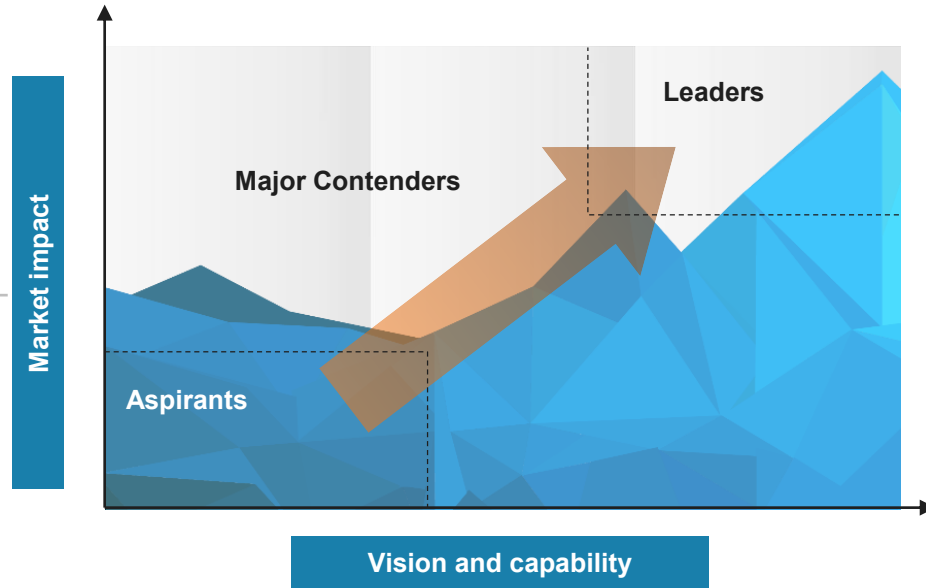 Leaders
Major Contenders
Market impact
Aspirants
Vision and capability